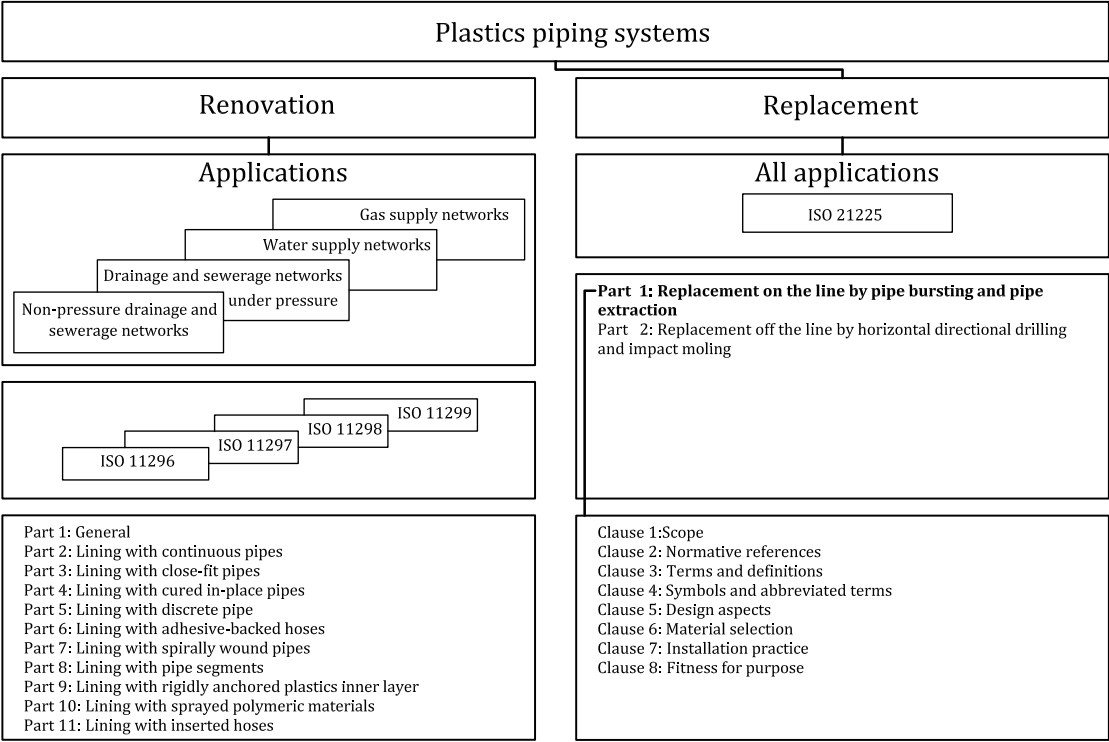 Plastics piping systems
Renovation
Replacement
Applications
Gas supply networks
Water supply networks
Drainage and sewerage networks
under pressure
Non-pressure drainage and
sewerage networks
All applications
ISO 21225
Part 1: Replacement on the line by pipe bursting and pipe
extraction
Part 2: Replacement off the line by horizontal directional drilling
and impact moling
ISO 11299
ISO 11298
ISO 11297
ISO 11296
Part 1: General
Part 2: Lining with continuous pipes
Part 3: Lining with close-fit pipes
Part 4: Lining with cured in-place pipes
Part 5: Lining with discrete pipe
Part 6: Lining with adhesive-backed hoses
Part 7: Lining with spirally wound pipes
Part 8: Lining with pipe segments
Part 9: Lining with rigidly anchored plastics inner layer
Part 10: Lining with sprayed polymeric materials
Part 11: Lining with inserted hoses
Clause 1:Scope
Clause 2: Normative references
Clause 3: Terms and definitions
Clause 4: Symbols and abbreviated terms
Clause 5: Design aspects
Clause 6: Material selection
Clause 7: Installation practice
Clause 8: Fitness for purpose